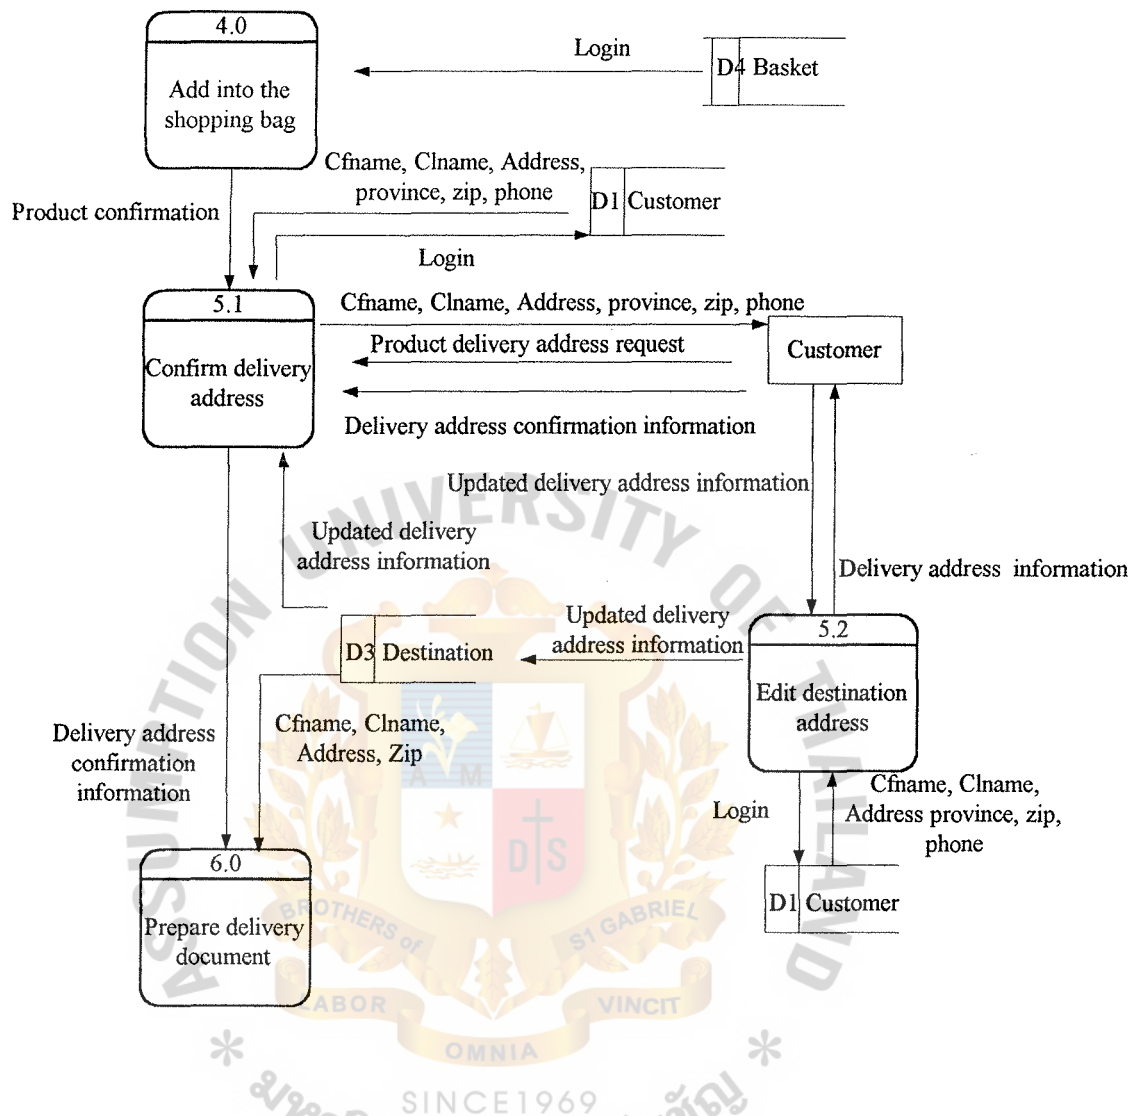 4.0
Add into the
shopping bag
Login
D4 Basket
Cfname, Clname, Address,
province, zip, phone
D1 Customer
Product confirmation
Login
5.1
Confirm delivery
address
Cfname, Clname, Address, province, zip, phone
Product delivery address request
Customer
Delivery address confirmation information
Updated delivery address information
Updated delivery
address information
Delivery address information
Updated delivery
address information
D3 Destination
5.2
Edit destination
address
Cfname, Clname,
Address, Zip
Delivery address
confirmation
information
Login
Cfname, Clname,
Address province, zip,
phone
D1 Customer
6.0
Prepare delivery
document
ASSUMPTION UNIVERSITY OF THAILAND
A M
D S
BROTHERS of
S1 GABRIEL
LABOR
VINCIT
OMNIA
SINCE1969